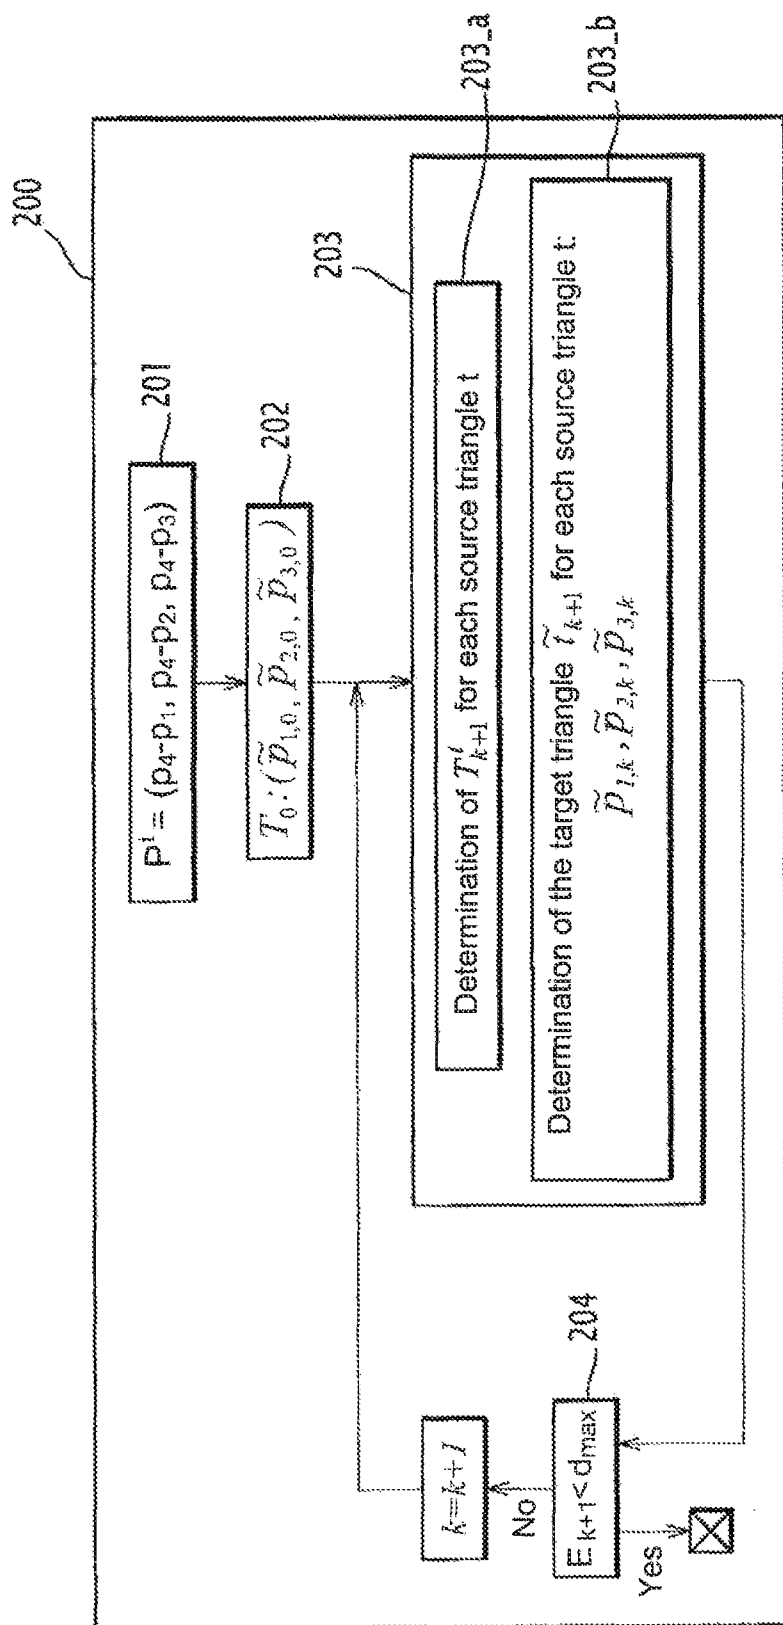 200
201
P^i = (p₄-p₁, p₄-p₂, p₄-p₃)
202
T₀:(p̃₁,₀, p̃₂,₀, p̃₃,₀)
203
203_a
Determination of T^t_{k+1} for each source triangle t
203_b
Determination of the target triangle t̃_{k+1} for each source triangle t:
p̃₁,ₖ, p̃₂,ₖ, p̃₃,ₖ
k=k+1
No
204
E_{k+1}<d_{max}
Yes